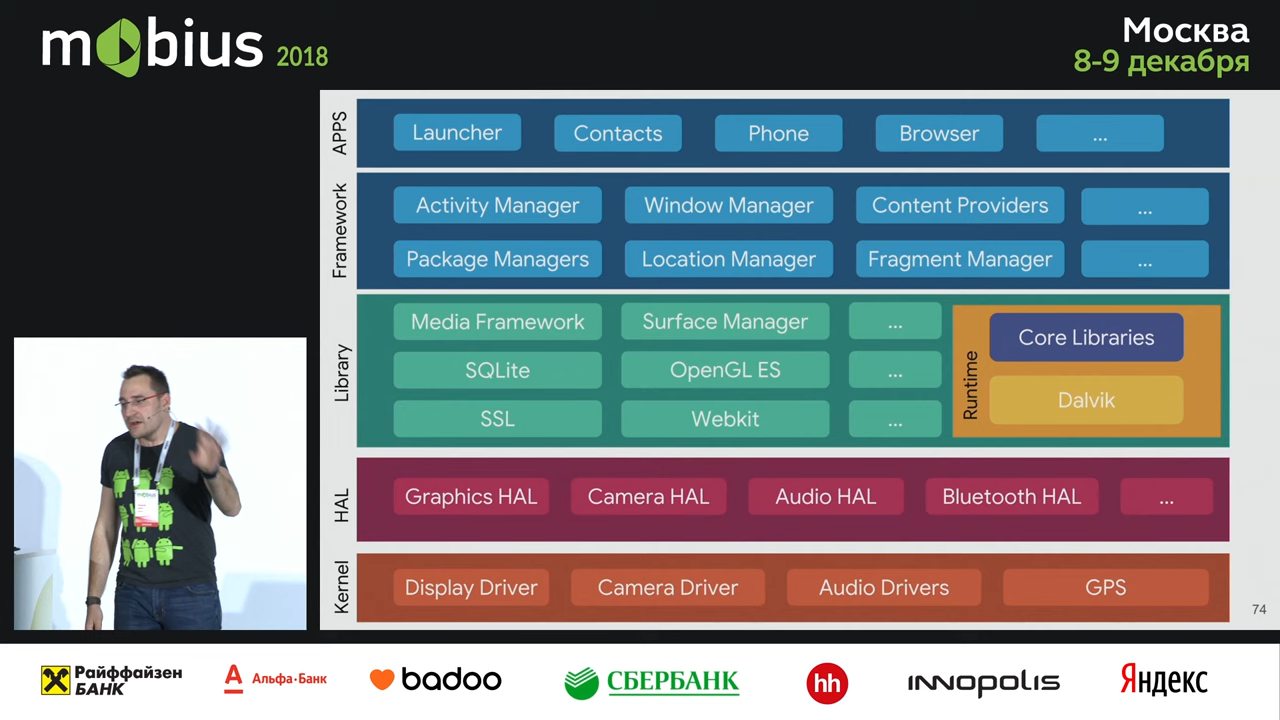 mobius 2018
Москва
8-9 декабря
APPS
Launcher
Contacts
Phone
Browser
...
Framework
Activity Manager
Window Manager
Content Providers
...
Package Managers
Location Manager
Fragment Manager
...
Library
Media Framework
Surface Manager
...
SQLite
OpenGL ES
...
SSL
Webkit
...
Runtime
Core Libraries
Dalvik
HAL
Graphics HAL
Camera HAL
Audio HAL
Bluetooth HAL
...
Kernel
Display Driver
Camera Driver
Audio Drivers
GPS
74
Райффайзен
БАНК
А
Альфа·Банк
badoo
СБЕРБАНК
hh
INNOPOLIS
Яндекс